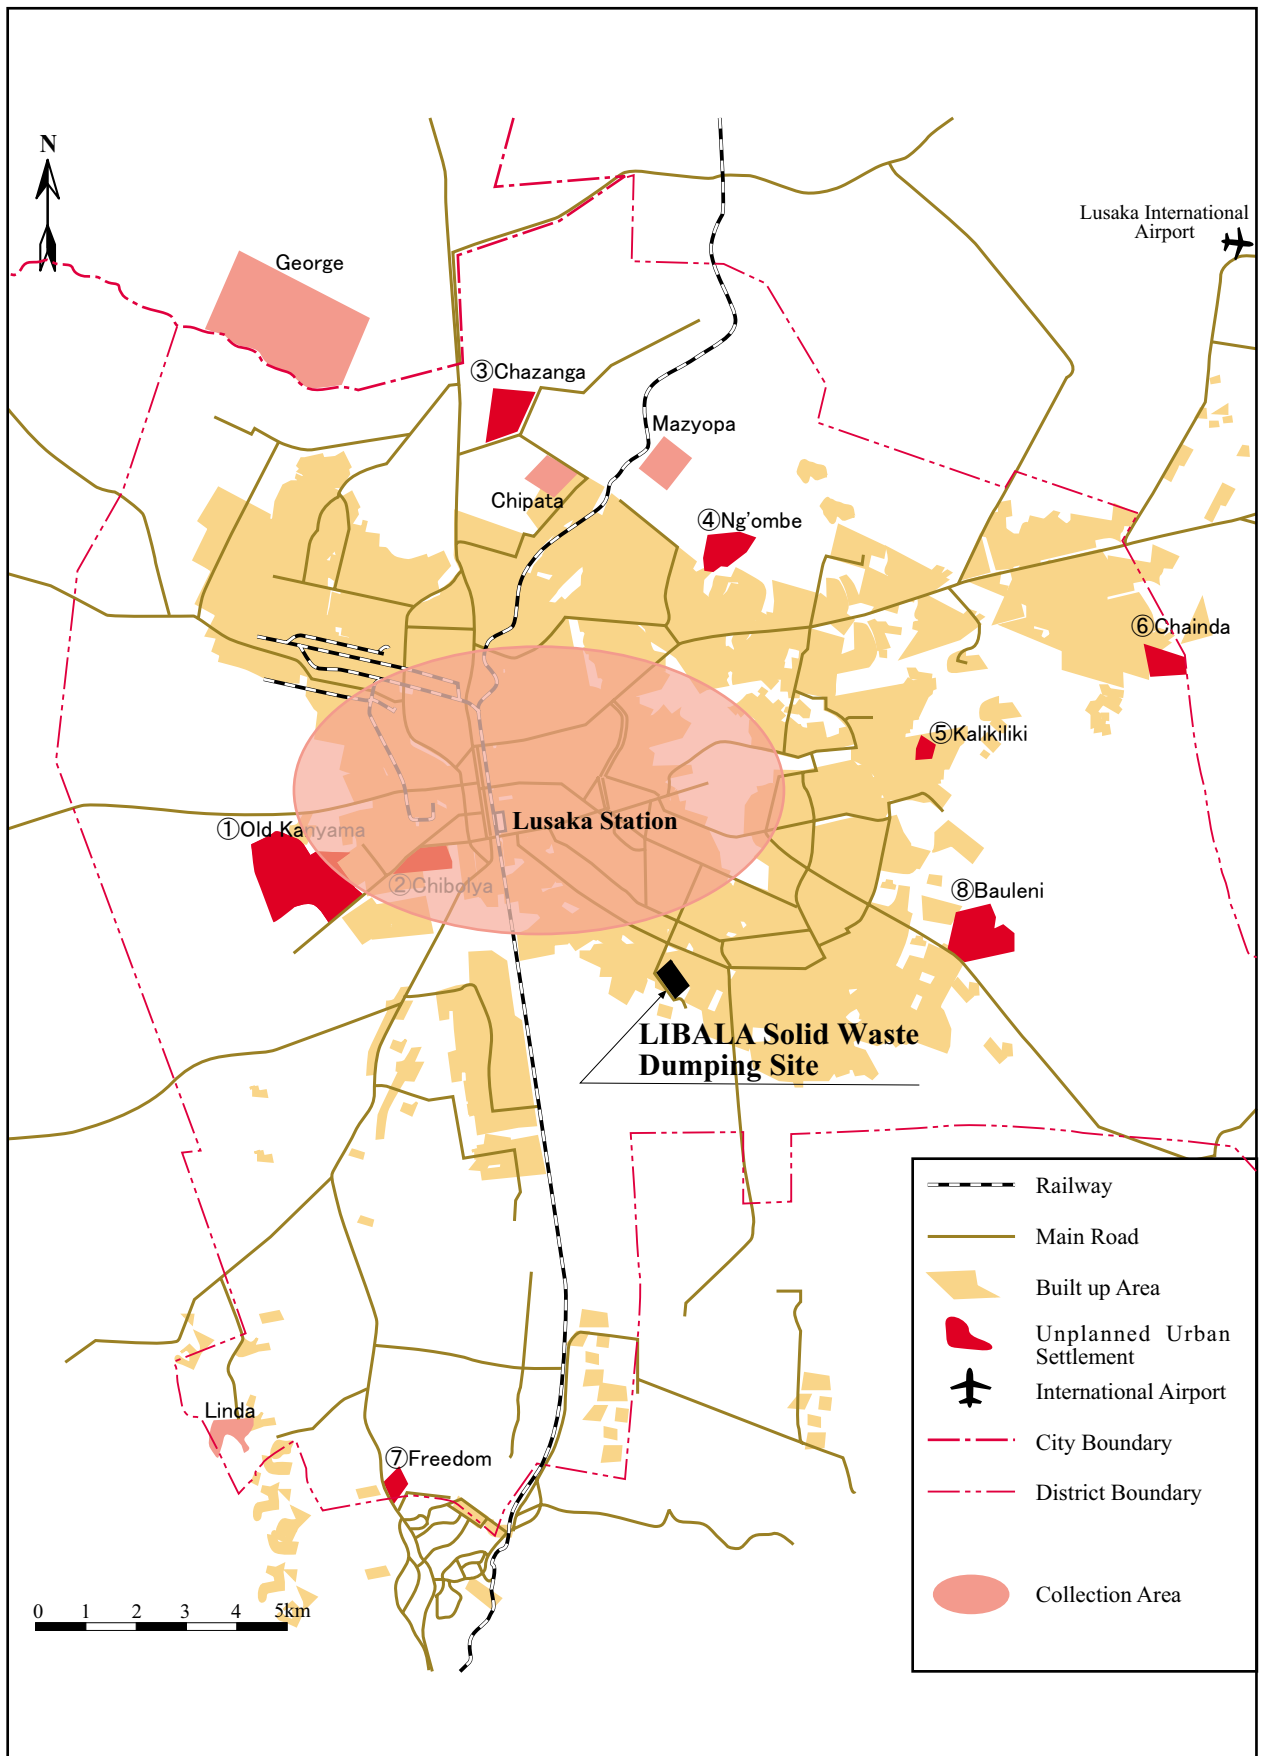 N
Lusaka International
Airport
George
③Chazanga
Mazyopa
Chipata
④Ng'ombe
⑥Chainda
⑤Kalikiliki
Lusaka Station
①Old Kanyama
②Chibolya
⑧Bauleni
LIBALA Solid Waste
Dumping Site
Railway
Main Road
Built up Area
Unplanned Urban
Settlement
International Airport
City Boundary
District Boundary
Collection Area
Linda
⑦Freedom
0 1 2 3 4 5km